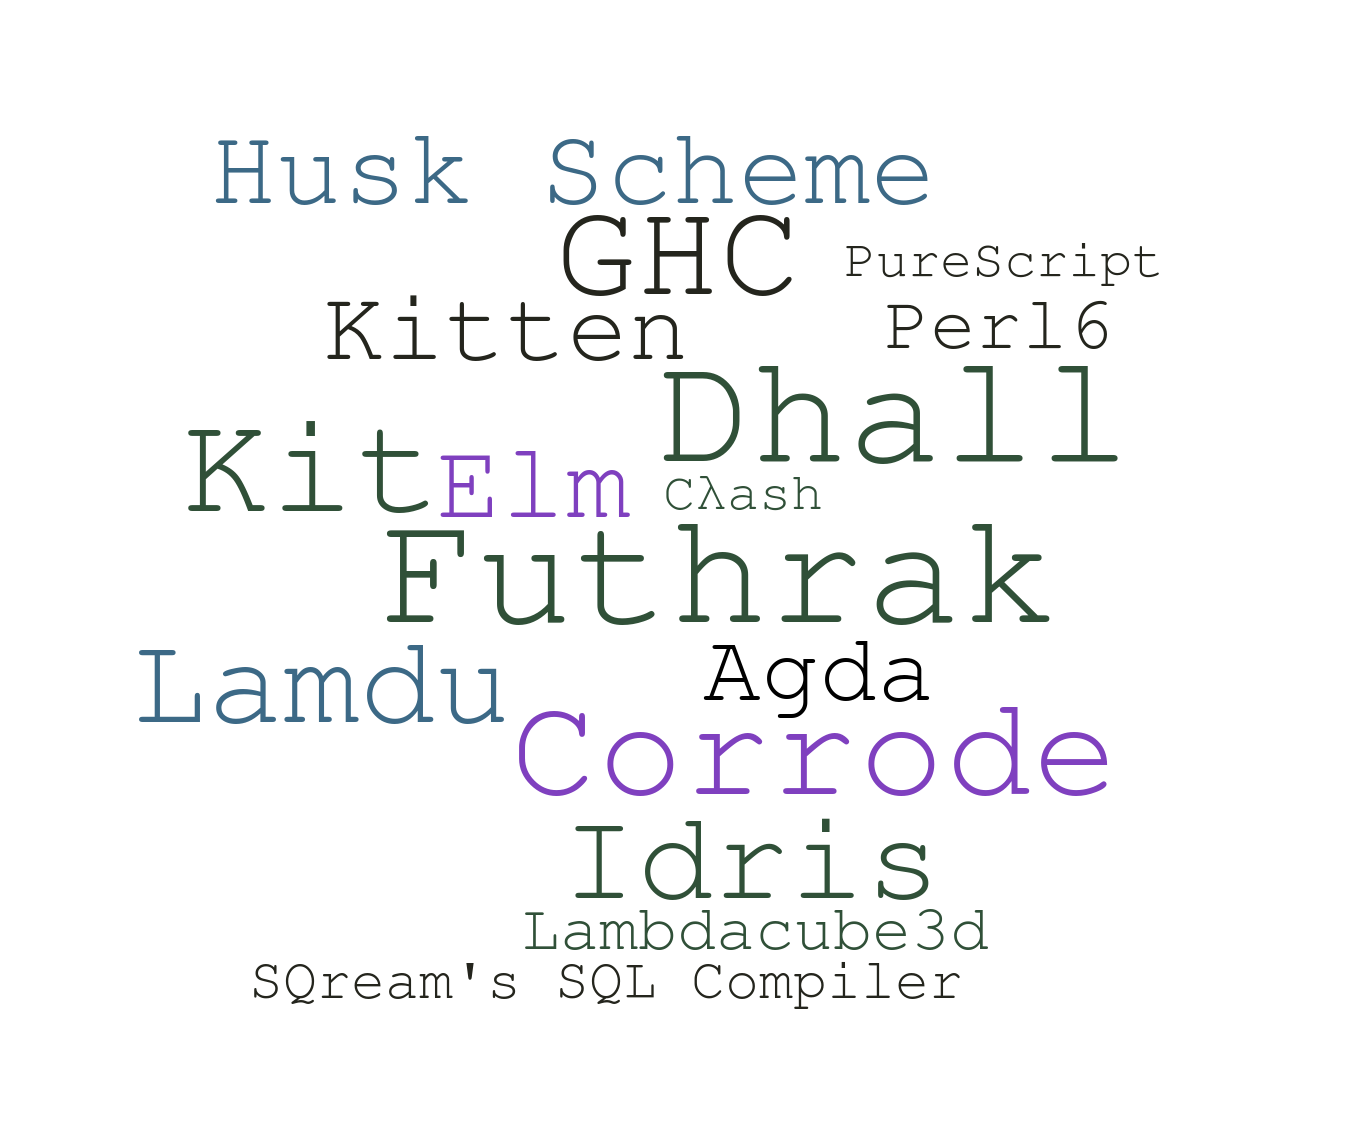 Husk Scheme
GHC
PureScript
Kitten
Perl6
Dhall
Kit
Elm
Cλash
Futhrak
Lamdu
Agda
Corrode
Idris
Lambdacube3d
SQream's SQL Compiler